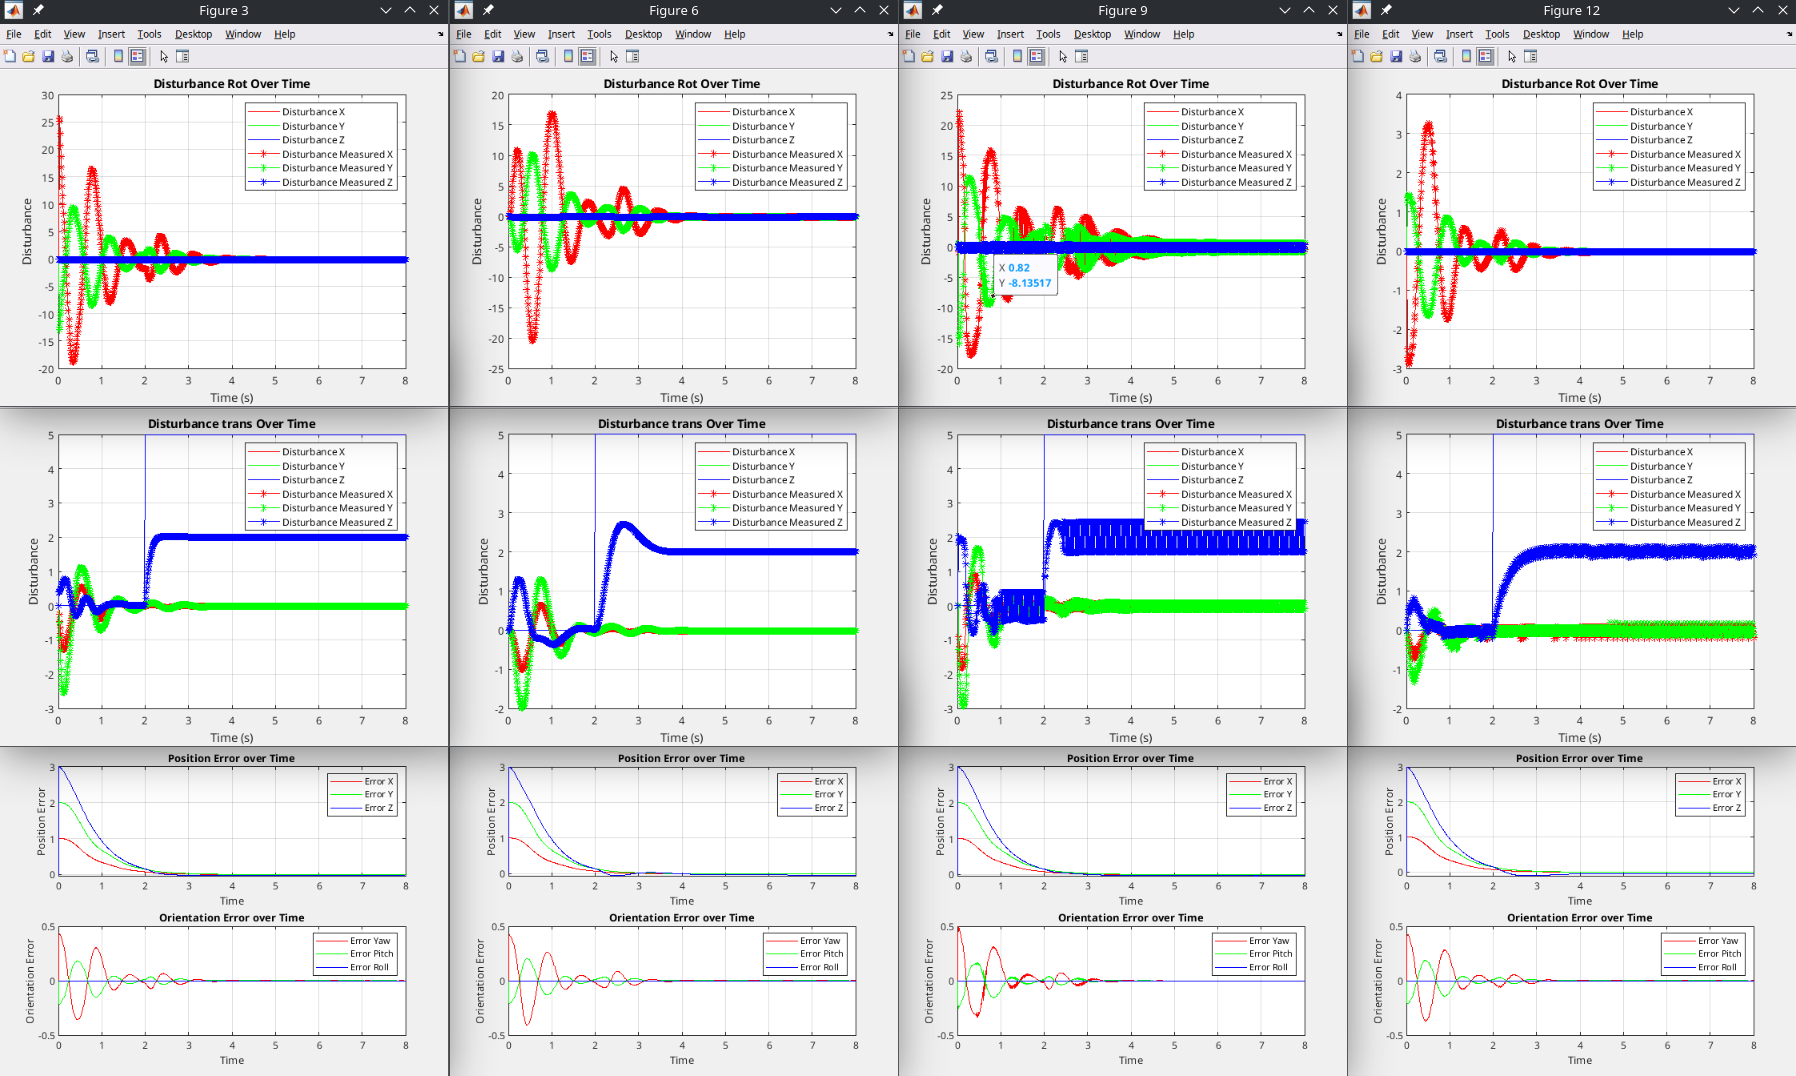 Figure 3
File Edit View Insert Tools Desktop Window Help
Disturbance Rot Over Time
30
25
20
15
10
5
0
-5
-10
-15
-20
Disturbance
Disturbance X
Disturbance Y
Disturbance Z
Disturbance Measured X
Disturbance Measured Y
Disturbance Measured Z
0 1 2 3 4 5 6 7 8
Time (s)
Disturbance trans Over Time
5
4
3
2
1
0
-1
-2
-3
Disturbance
Disturbance X
Disturbance Y
Disturbance Z
Disturbance Measured X
Disturbance Measured Y
Disturbance Measured Z
0 1 2 3 4 5 6 7 8
Time (s)
Position Error over Time
3
2
1
0
Position Error
Error X
Error Y
Error Z
0 1 2 3 4 5 6 7 8
Time
Orientation Error over Time
0.5
0
-0.5
Orientation Error
Error Yaw
Error Pitch
Error Roll
0 1 2 3 4 5 6 7 8
Time
Figure 6
File Edit View Insert Tools Desktop Window Help
Disturbance Rot Over Time
20
15
10
5
0
-5
-10
-15
-20
-25
Disturbance
Disturbance X
Disturbance Y
Disturbance Z
Disturbance Measured X
Disturbance Measured Y
Disturbance Measured Z
0 1 2 3 4 5 6 7 8
Time (s)
Disturbance trans Over Time
5
4
3
2
1
0
-1
-2
Disturbance
Disturbance X
Disturbance Y
Disturbance Z
Disturbance Measured X
Disturbance Measured Y
Disturbance Measured Z
0 1 2 3 4 5 6 7 8
Time (s)
Position Error over Time
3
2
1
0
Position Error
Error X
Error Y
Error Z
0 1 2 3 4 5 6 7 8
Time
Orientation Error over Time
0.5
0
-0.5
Orientation Error
Error Yaw
Error Pitch
Error Roll
0 1 2 3 4 5 6 7 8
Time
Figure 9
File Edit View Insert Tools Desktop Window Help
Disturbance Rot Over Time
25
20
15
10
5
0
-5
-10
-15
-20
Disturbance
Disturbance X
Disturbance Y
Disturbance Z
Disturbance Measured X
Disturbance Measured Y
Disturbance Measured Z
X 0.82
Y -8.13517
0 1 2 3 4 5 6 7 8
Time (s)
Disturbance trans Over Time
5
4
3
2
1
0
-1
-2
-3
Disturbance
Disturbance X
Disturbance Y
Disturbance Z
Disturbance Measured X
Disturbance Measured Y
Disturbance Measured Z
0 1 2 3 4 5 6 7 8
Time (s)
Position Error over Time
3
2
1
0
Position Error
Error X
Error Y
Error Z
0 1 2 3 4 5 6 7 8
Time
Orientation Error over Time
0.5
0
-0.5
Orientation Error
Error Yaw
Error Pitch
Error Roll
0 1 2 3 4 5 6 7 8
Time
Figure 12
File Edit View Insert Tools Desktop Window Help
Disturbance Rot Over Time
4
3
2
1
0
-1
-2
-3
Disturbance
Disturbance X
Disturbance Y
Disturbance Z
Disturbance Measured X
Disturbance Measured Y
Disturbance Measured Z
0 1 2 3 4 5 6 7 8
Time (s)
Disturbance trans Over Time
5
4
3
2
1
0
-1
-2
Disturbance
Disturbance X
Disturbance Y
Disturbance Z
Disturbance Measured X
Disturbance Measured Y
Disturbance Measured Z
0 1 2 3 4 5 6 7 8
Time (s)
Position Error over Time
3
2
1
0
Position Error
Error X
Error Y
Error Z
0 1 2 3 4 5 6 7 8
Time
Orientation Error over Time
0.5
0
-0.5
Orientation Error
Error Yaw
Error Pitch
Error Roll
0 1 2 3 4 5 6 7 8
Time